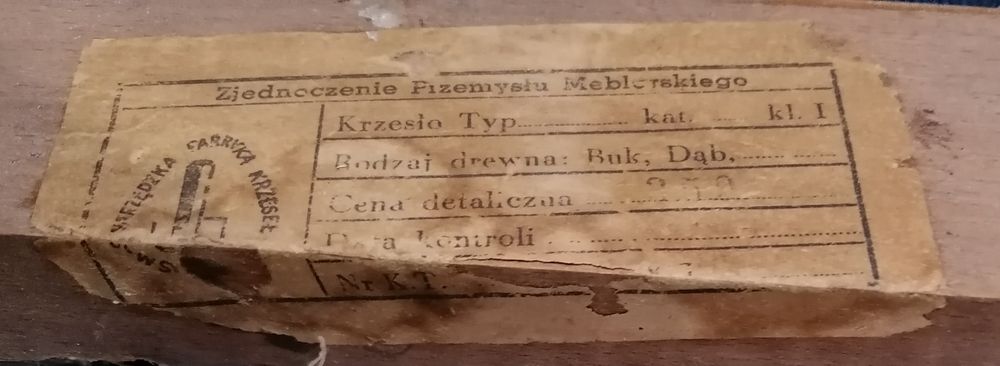 Zjednoczenie Przemysłu Meblarskiego
Krzesło Typ kat. kl. I
Rodzaj drewna: Buk, Dąb,
Cena detaliczna
Data kontroli
Nr K.T.
FABRYKA KRZESEŁ